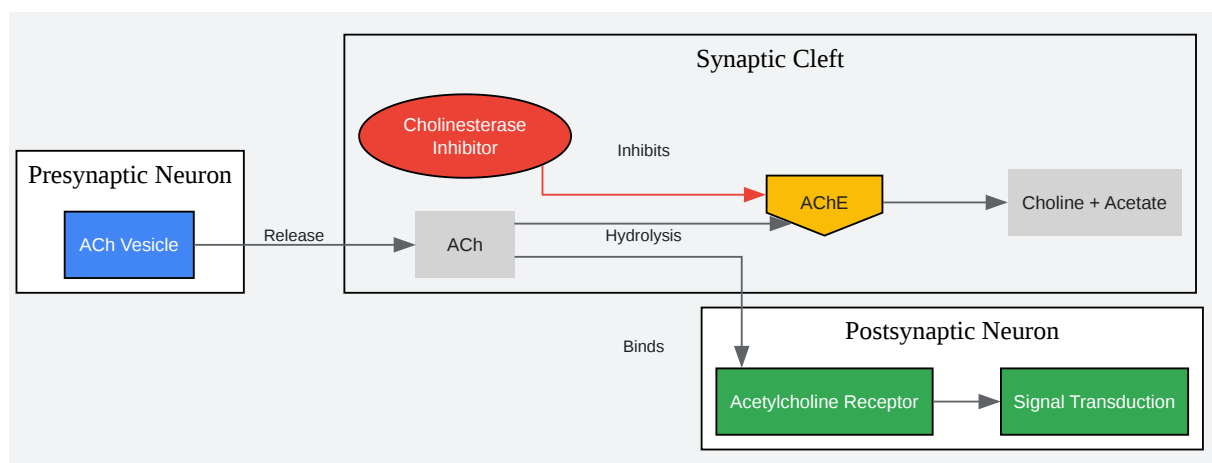 Synaptic Cleft
Cholinesterase
Inhibitor
Inhibits
Presynaptic Neuron
AChE
Choline + Acetate
ACh Vesicle
Release
ACh
Hydrolysis
Postsynaptic Neuron
Binds
Acetylcholine Receptor
Signal Transduction